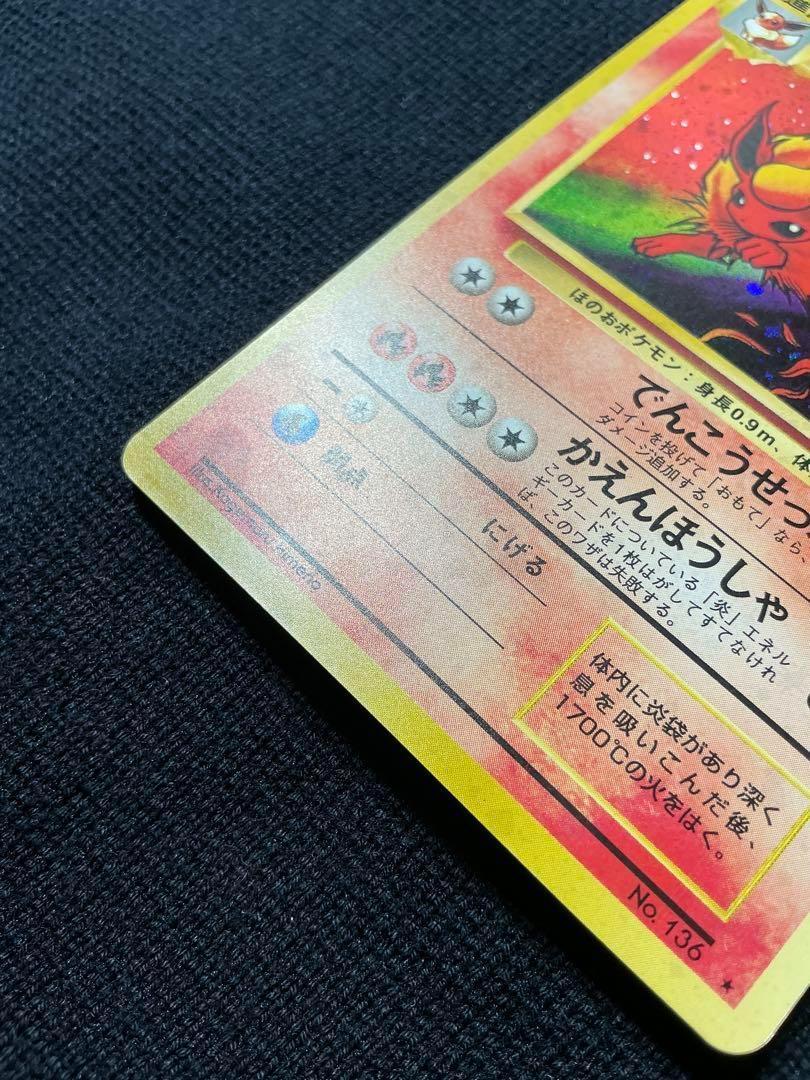 進
ほのおポケモン:身長0.9m、体
でんこうせっ
コインを投げて「おもて」なら、
ダメージ追加する。
かえんほうしゃ
このカードについている「炎」エネル
ギーカードを1枚はがしてすてなけれ
ば、このワザは失敗する。
弱点
にげる
体内に炎袋があり深く
息を吸いこんだ後、
1700℃の火をはく。
Himeno
No. 136